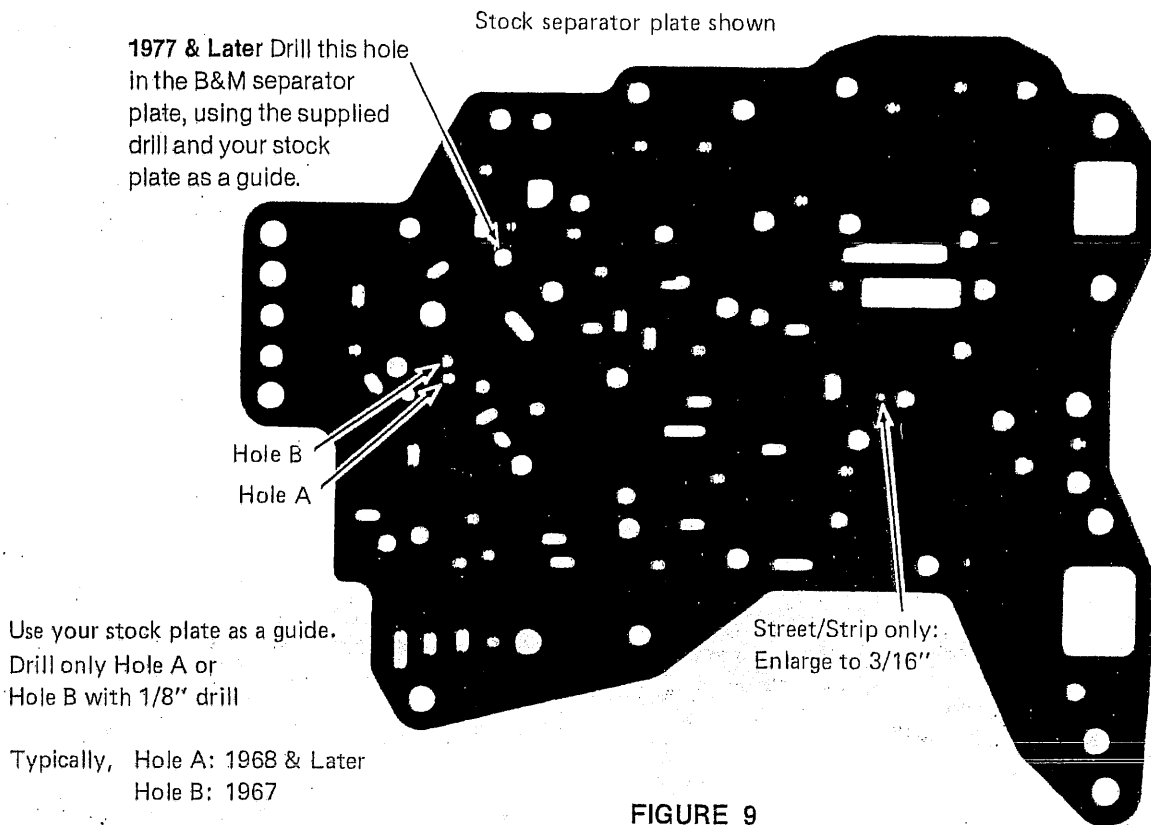 Stock separator plate shown
1977 & Later Drill this hole
in the B&M separator
plate, using the supplied
drill and your stock
plate as a guide.
Hole B
Hole A
Use your stock plate as a guide.
Drill only Hole A or
Hole B with 1/8" drill
Typically, Hole A: 1968 & Later
Hole B: 1967
Street/Strip only:
Enlarge to 3/16"
FIGURE 9